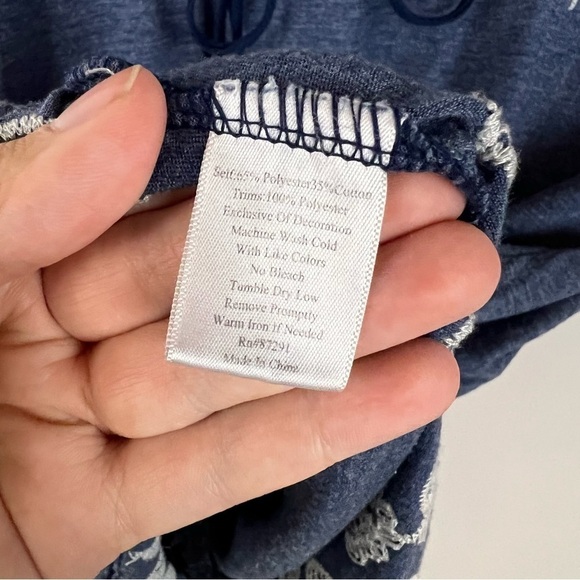 Self:65% Polyester35%Cotton
Trims:100% Polyester
Exclusive Of Decoration
Machine Wash Cold
With Like Colors
No Bleach
Tumble Dry Low
Remove Promptly
Warm Iron If Needed
Rn#87291
Made In China